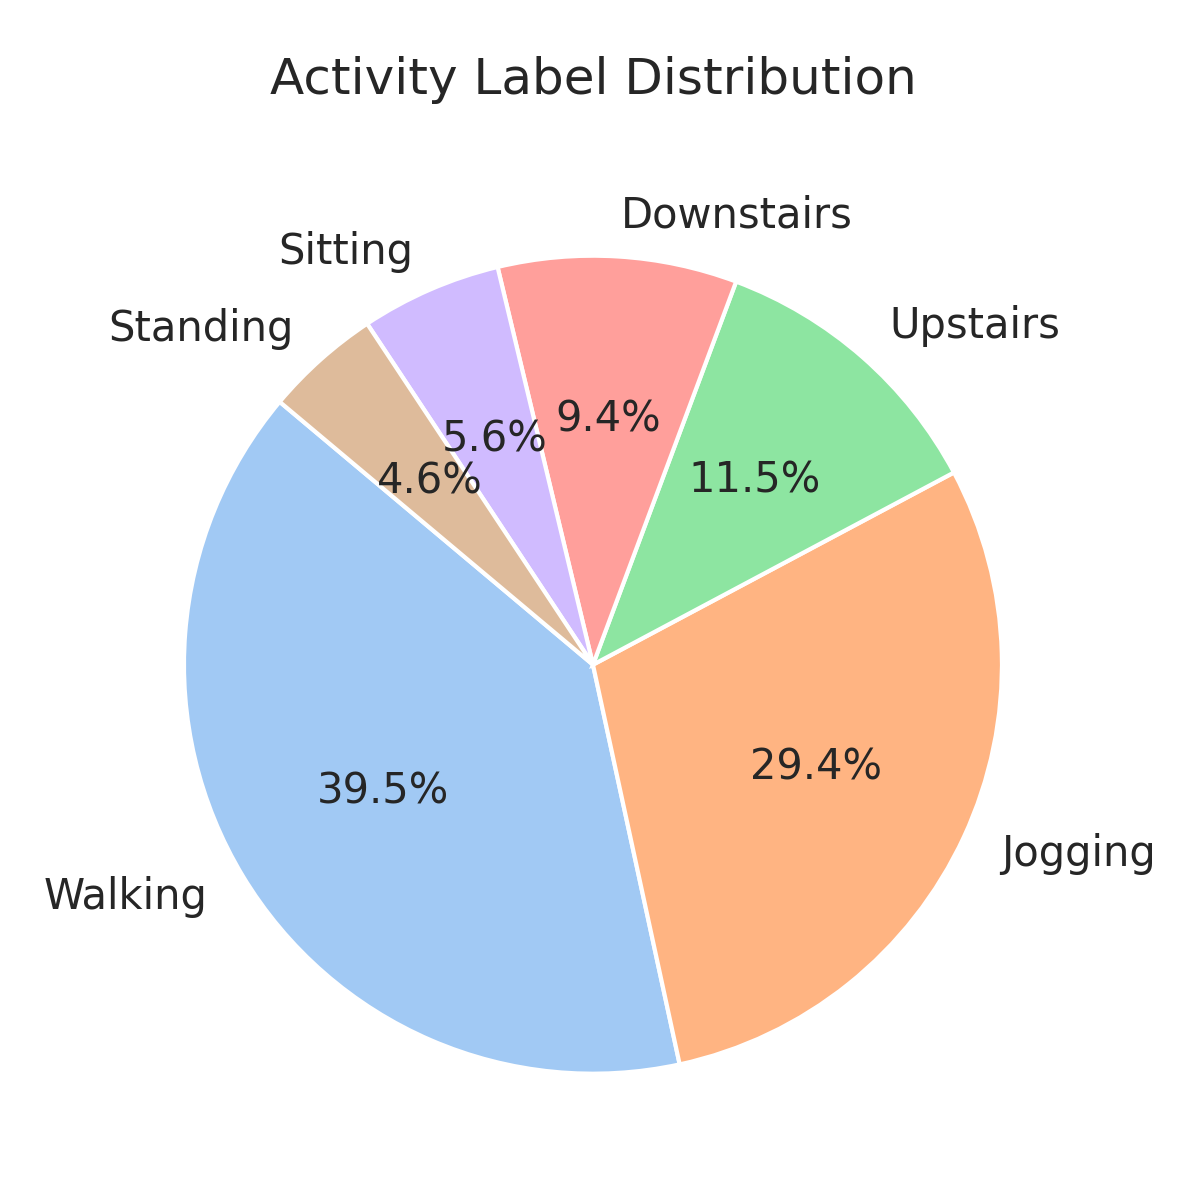 Activity Label Distribution
Downstairs
Sitting
Upstairs
Standing
9.4%
5.6%
11.5%
4.6%
29.4%
39.5%
Jogging
Walking